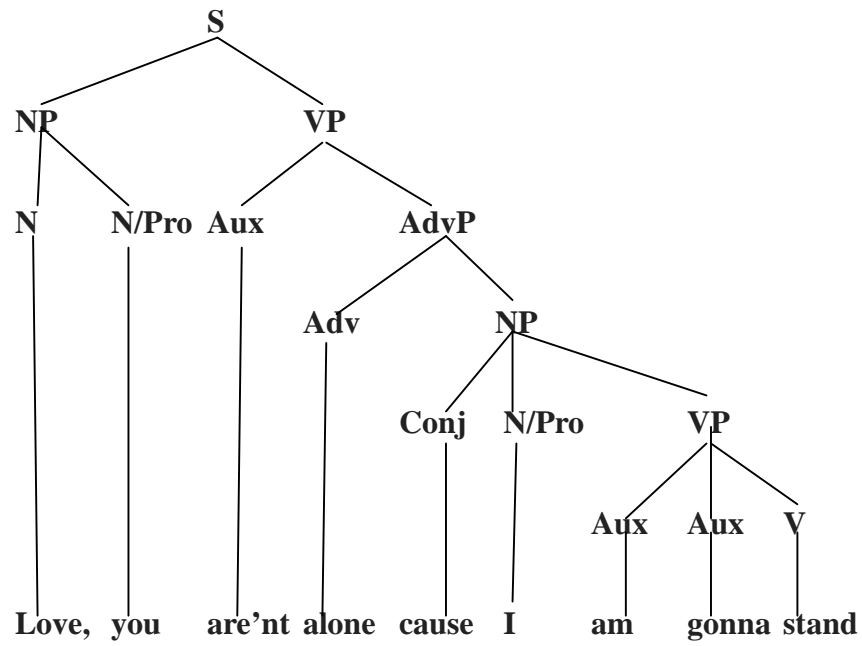 S
NP VP
N N/Pro Aux AdvP
Adv NP
Conj N/Pro VP
Aux Aux V
Love, you are'nt alone cause I am gonna stand